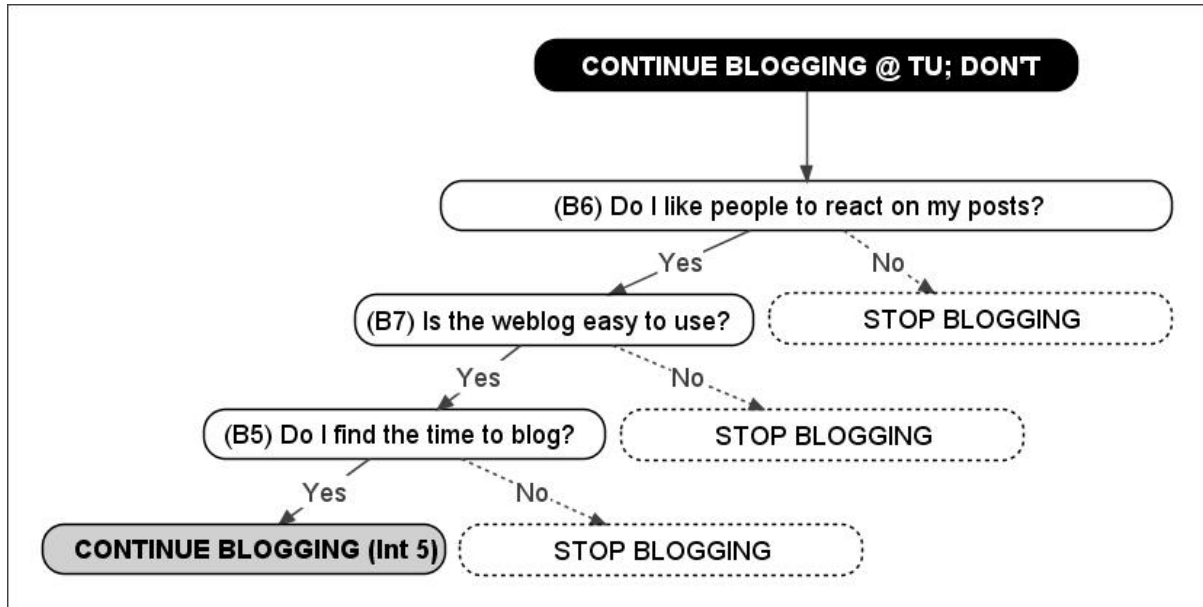 CONTINUE BLOGGING @ TU; DON'T
(B6) Do I like people to react on my posts?
Yes
No
(B7) Is the weblog easy to use?
STOP BLOGGING
Yes
No
(B5) Do I find the time to blog?
STOP BLOGGING
Yes
No
CONTINUE BLOGGING (Int 5)
STOP BLOGGING